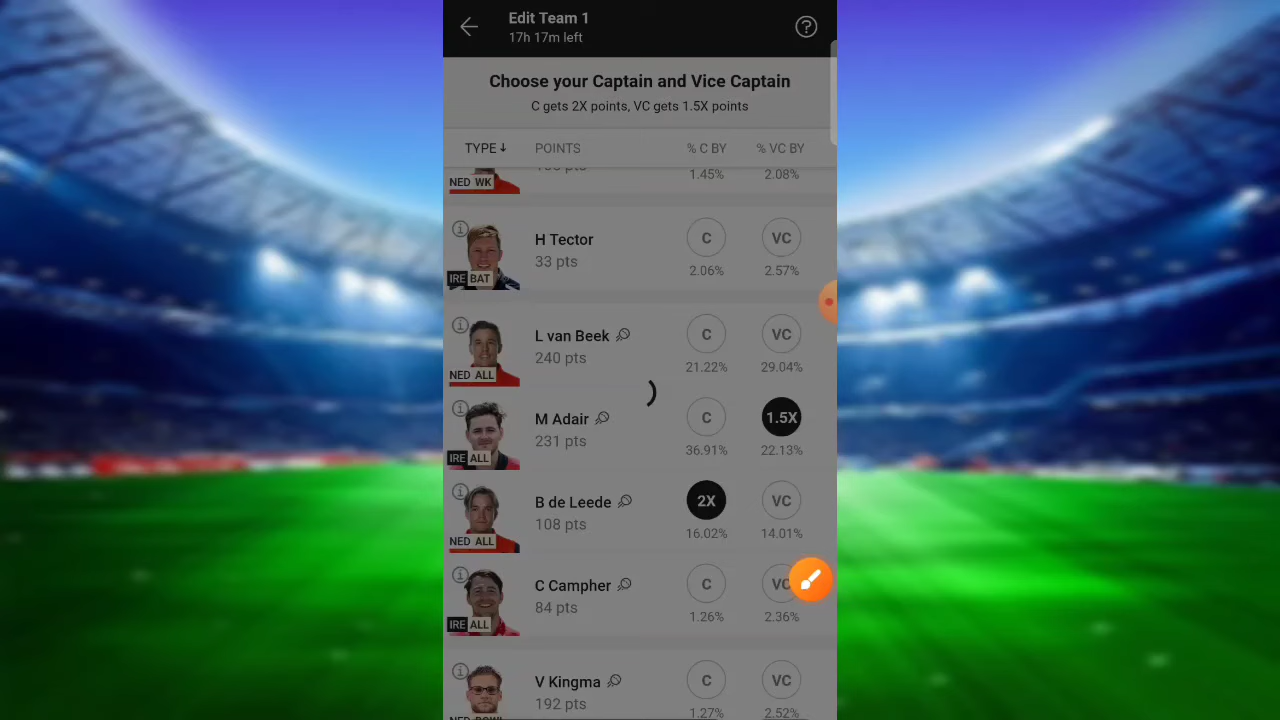 Edit Team 1
17h 17m left
?
Choose your Captain and Vice Captain
C gets 2X points, VC gets 1.5X points
TYPE↓ POINTS % C BY % VC BY
NED WK 1.45% 2.08%
H Tector C VC
33 pts
IRE BAT 2.06% 2.57%
L van Beek C VC
240 pts 21.22% 29.04%
NED ALL
M Adair C 1.5X
231 pts 36.91% 22.13%
IRE ALL
B de Leede 2X VC
108 pts 16.02% 14.01%
NED ALL
C Campher C VC
84 pts 1.26% 2.36%
IRE ALL
V Kingma C VC
192 pts 1.27% 2.52%